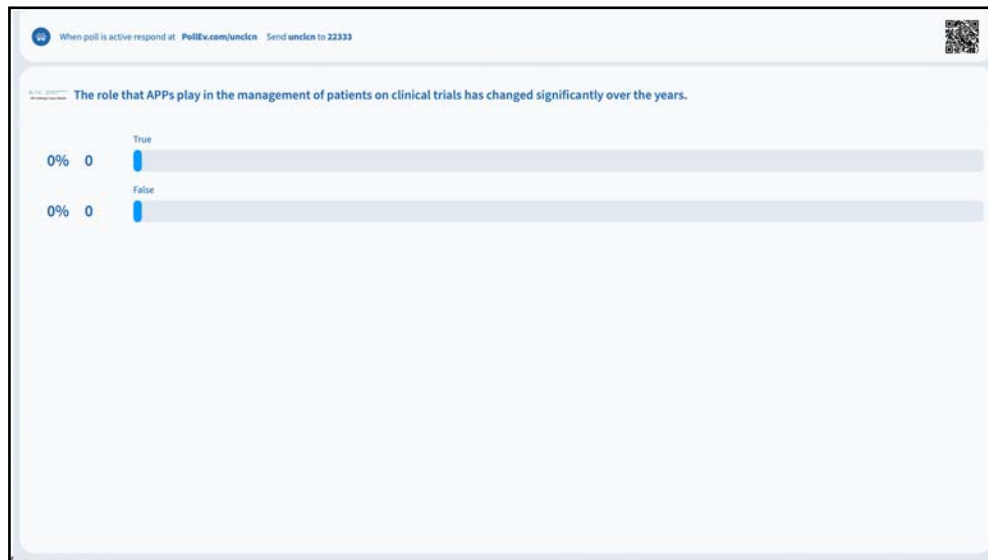 When poll is active respond at PollEv.com/unclcn Send unclcn to 22333
The role that APPs play in the management of patients on clinical trials has changed significantly over the years.
True
0% 0
False
0% 0